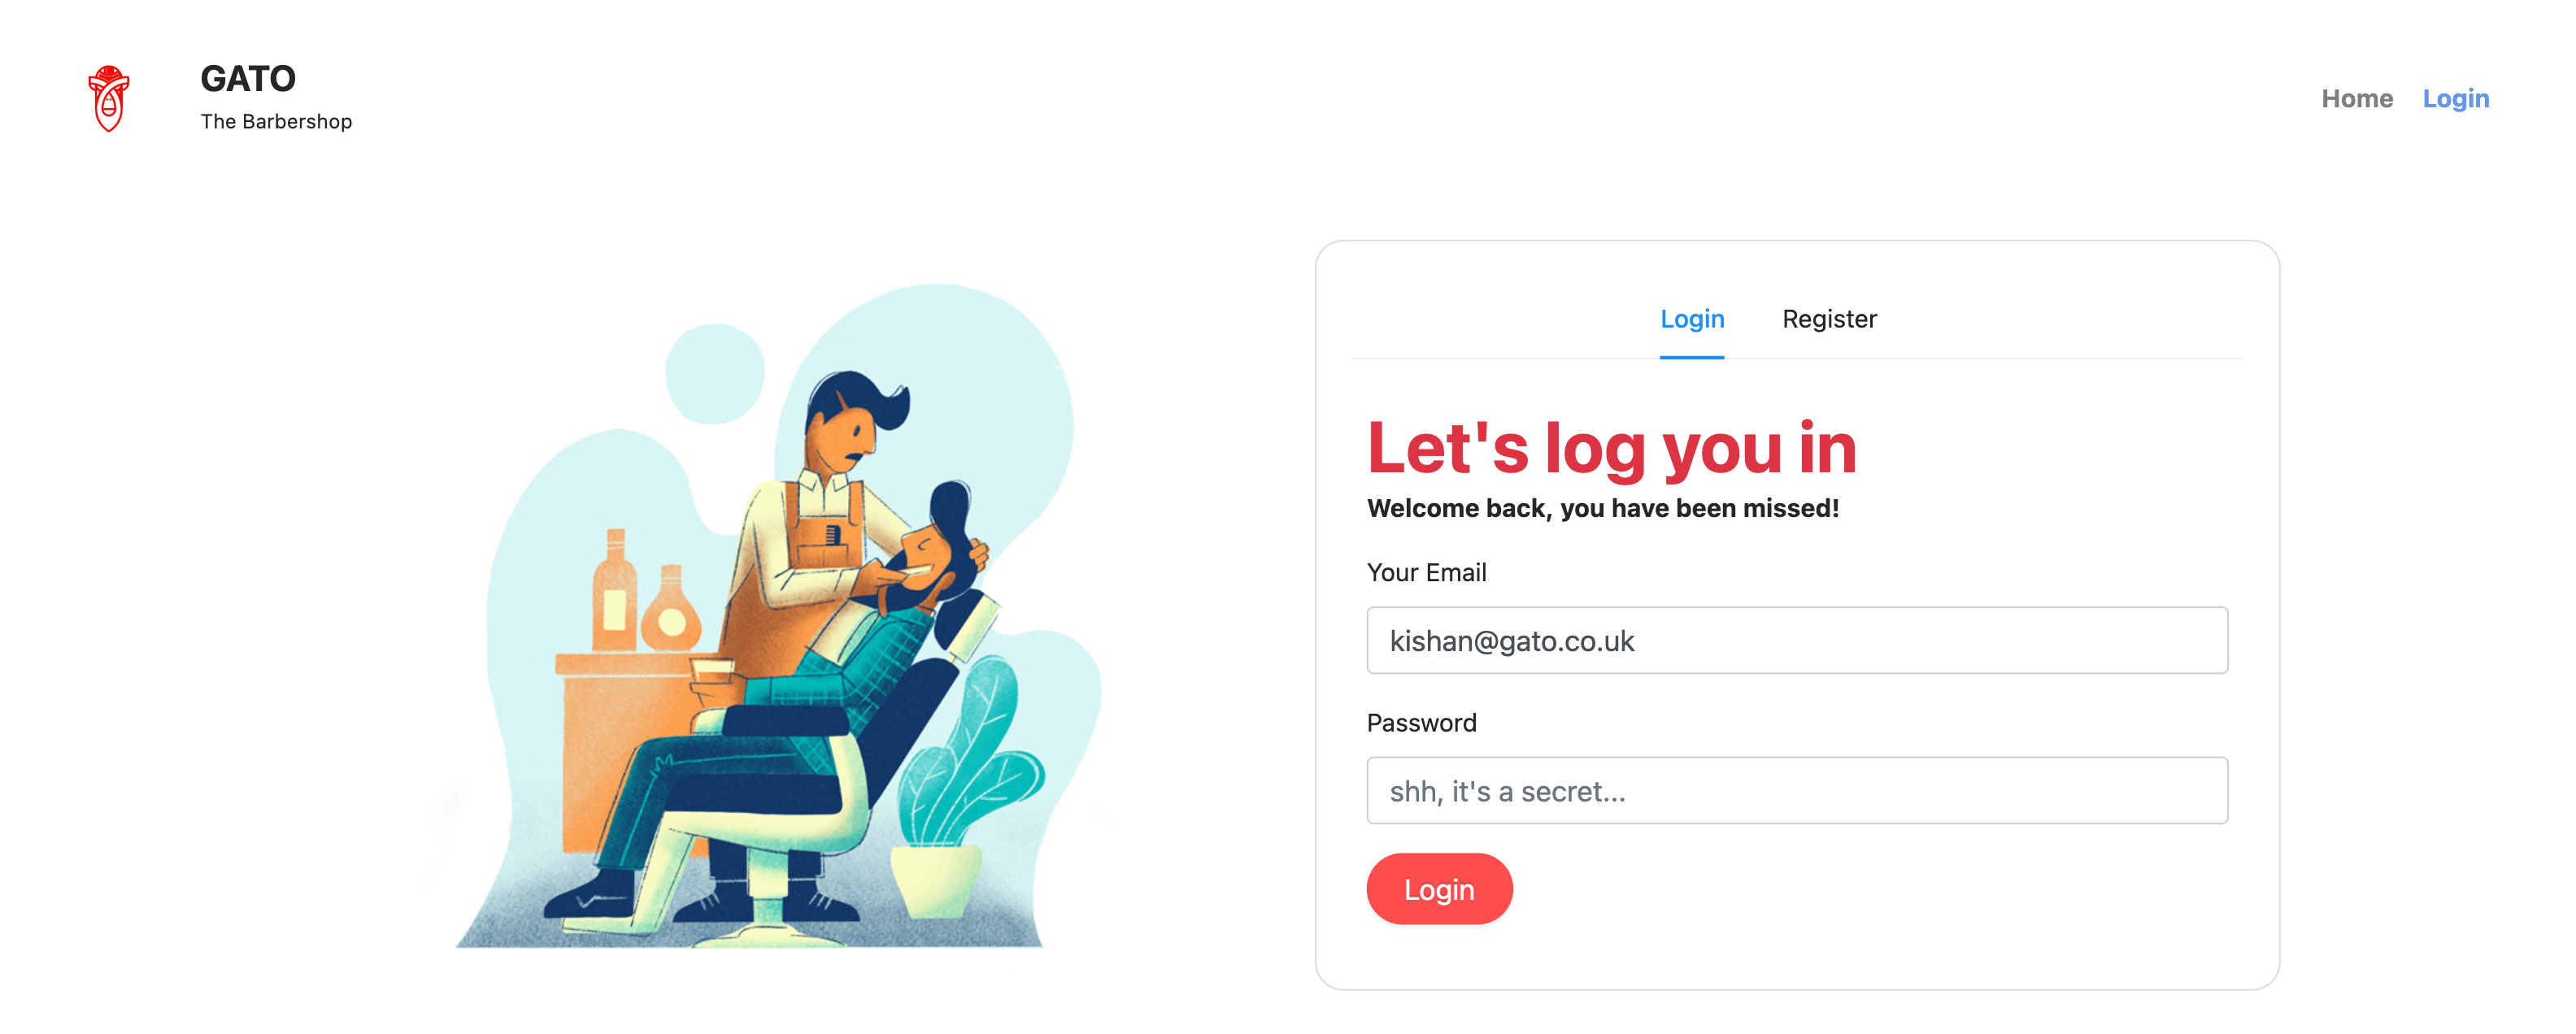 GATO
The Barbershop
Home Login
Login Register
Let's log you in
Welcome back, you have been missed!
Your Email
kishan@gato.co.uk
Password
shh, it's a secret...
Login